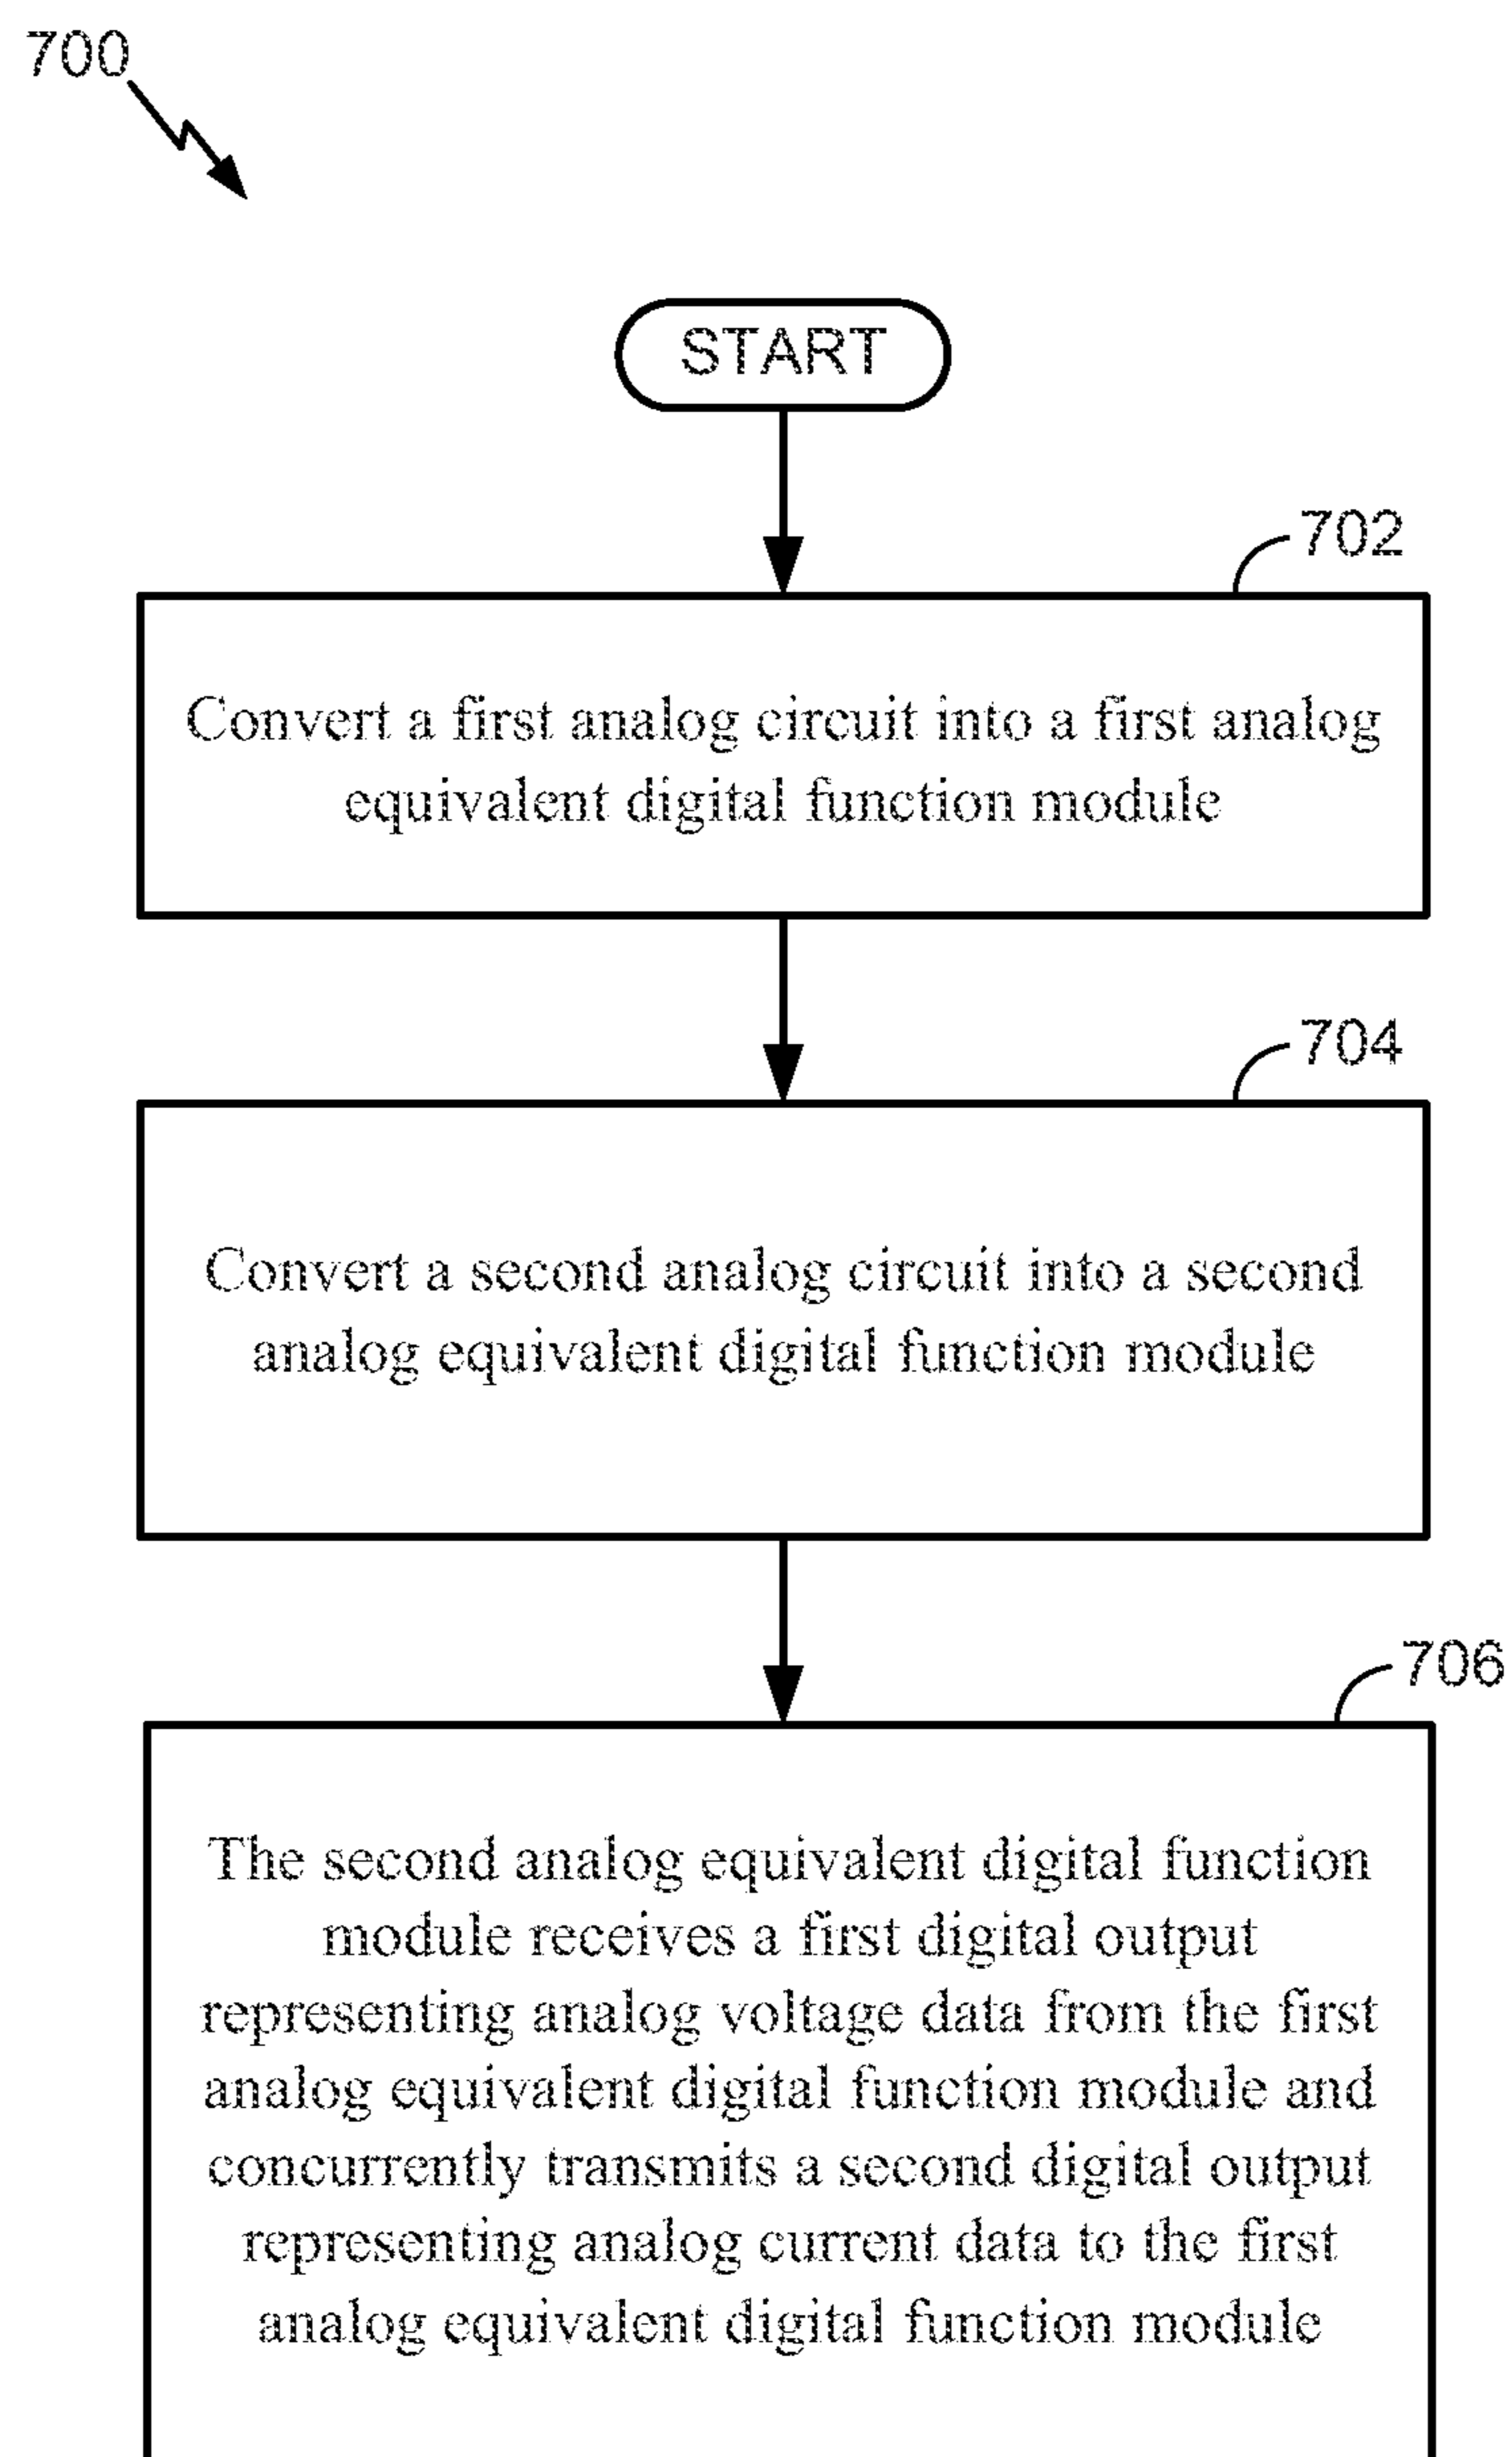 700
START
702
Convert a first analog circuit into a first analog
equivalent digital function module
704
Convert a second analog circuit into a second
analog equivalent digital function module
706
The second analog equivalent digital function
module receives a first digital output
representing analog voltage data from the first
analog equivalent digital function module and
concurrently transmits a second digital output
representing analog current data to the first
analog equivalent digital function module